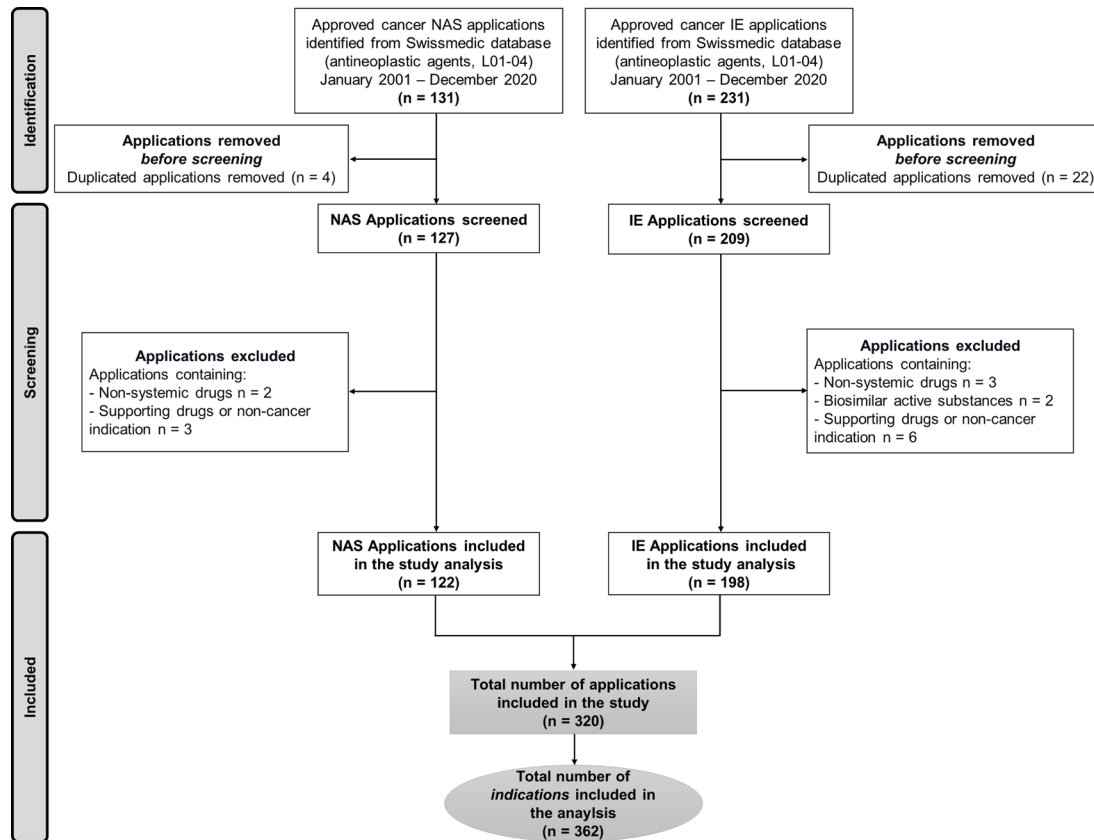 Identification
Approved cancer NAS applications
identified from Swissmedic database
(antineoplastic agents, L01-04)
January 2001 – December 2020
(n = 131)
Approved cancer IE applications
identified from Swissmedic database
(antineoplastic agents, L01-04)
January 2001 – December 2020
(n = 231)
Applications removed
before screening
Duplicated applications removed (n = 4)
Applications removed
before screening
Duplicated applications removed (n = 22)
Screening
NAS Applications screened
(n = 127)
IE Applications screened
(n = 209)
Applications excluded
Applications containing:
- Non-systemic drugs n = 2
- Supporting drugs or non-cancer
indication n = 3
Applications excluded
Applications containing:
- Non-systemic drugs n = 3
- Biosimilar active substances n = 2
- Supporting drugs or non-cancer
indication n = 6
Included
NAS Applications included
in the study analysis
(n = 122)
IE Applications included
in the study analysis
(n = 198)
Total number of applications
included in the study
(n = 320)
Total number of
indications included in
the anaylsis
(n = 362)